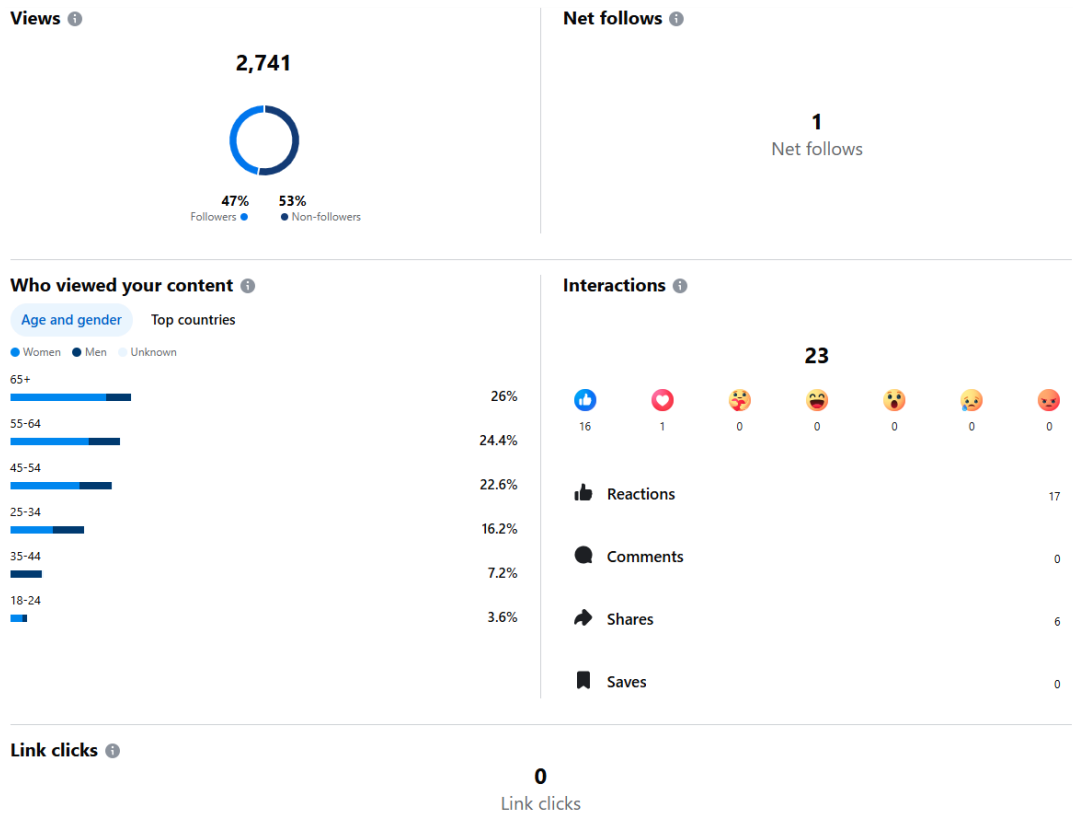 Views
2,741
47% 53%
Followers Non-followers
Net follows
1
Net follows
Who viewed your content
Age and gender Top countries
Women Men Unknown
65+
26%
55-64
24.4%
45-54
22.6%
25-34
16.2%
35-44
7.2%
18-24
3.6%
Interactions
23
16 1 0 0 0 0 0
Reactions 17
Comments 0
Shares 6
Saves 0
Link clicks
0
Link clicks